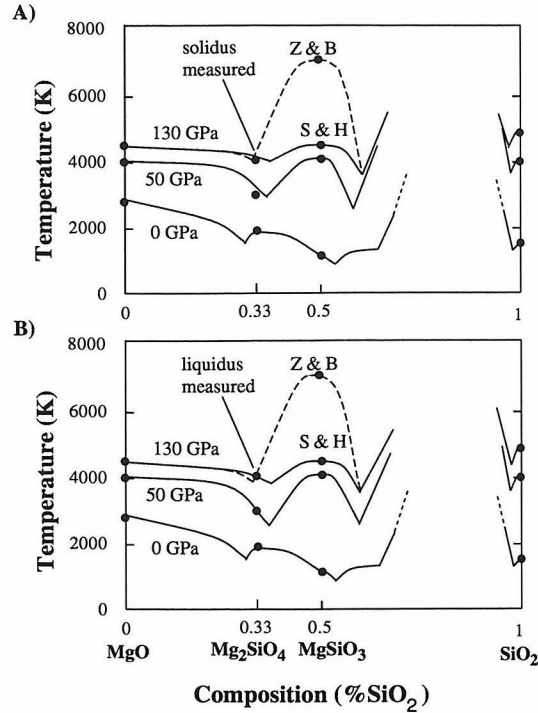 A)
8000
6000
4000
2000
0
Temperature (K)
solidus
measured
Z & B
S & H
130 GPa
50 GPa
0 GPa
0
0.33
0.5
1
B)
8000
6000
4000
2000
0
Temperature (K)
liquidus
measured
Z & B
S & H
130 GPa
50 GPa
0 GPa
0
0.33
0.5
1
MgO
Mg₂SiO₄
MgSiO₃
SiO₂
Composition (%SiO₂)